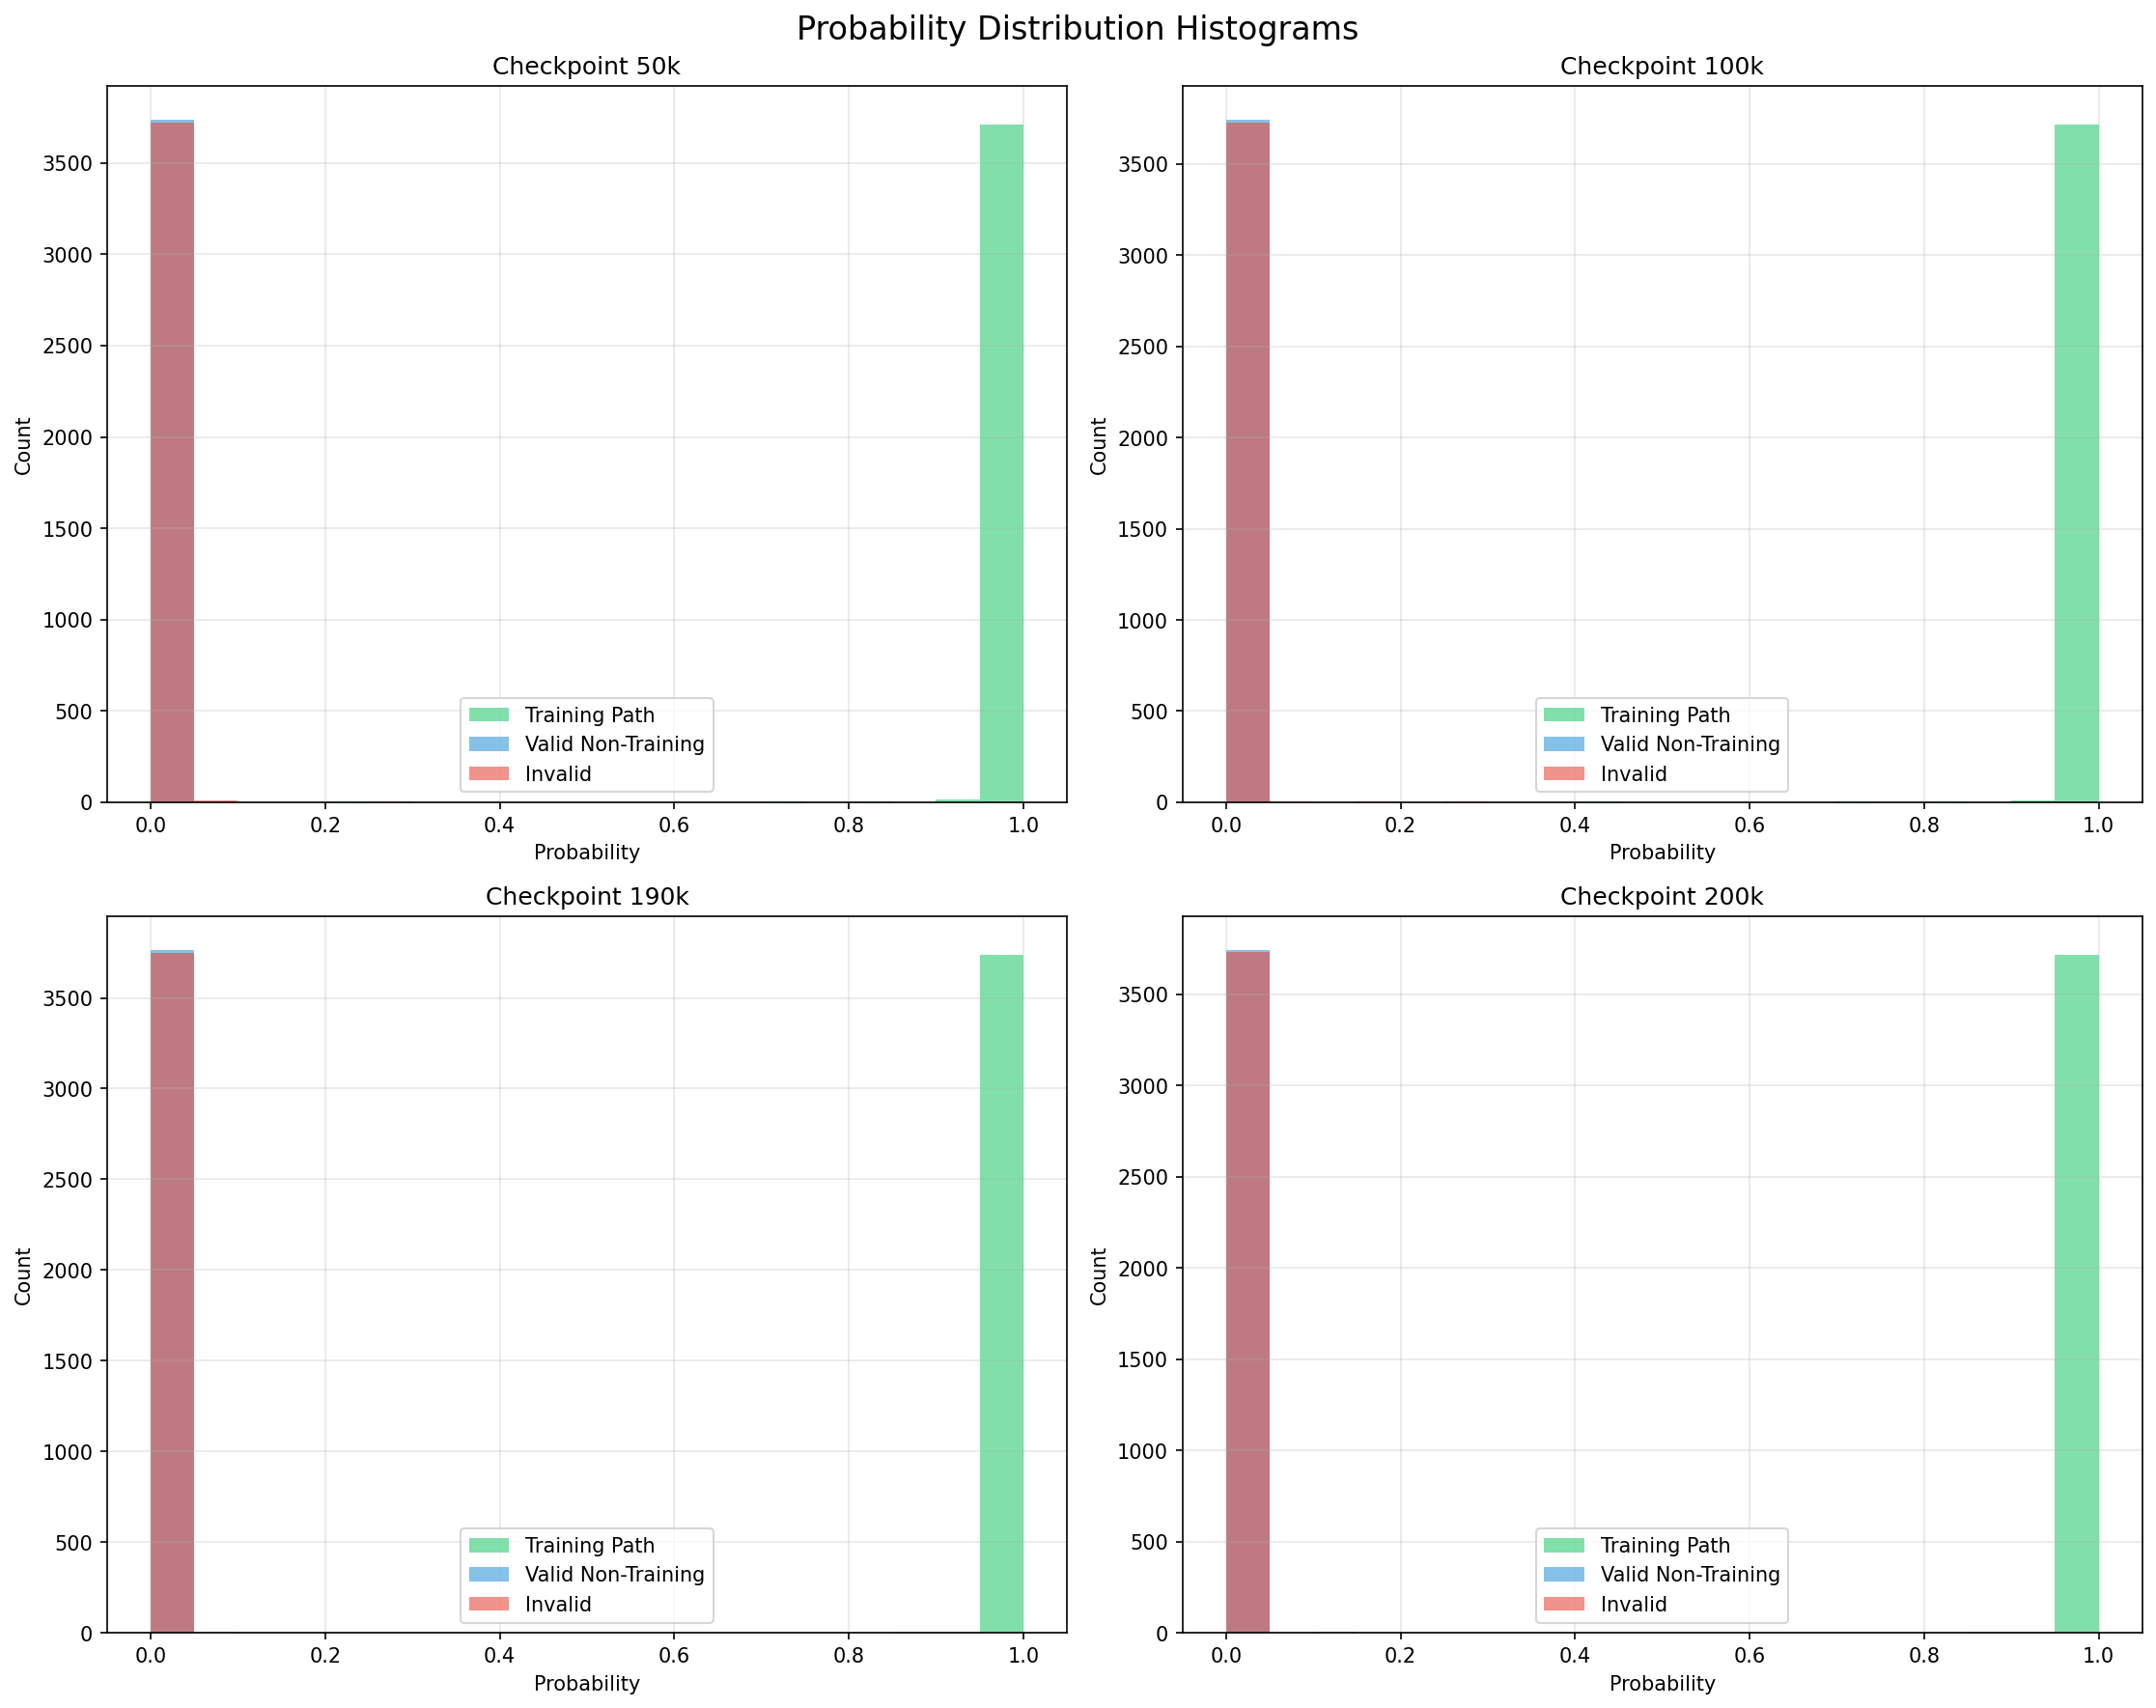 Probability Distribution Histograms
Checkpoint 50k
Count
3500
3000
2500
2000
1500
1000
500
0
0.0 0.2 0.4 0.6 0.8 1.0
Probability
Training Path
Valid Non-Training
Invalid
Checkpoint 100k
Count
3500
3000
2500
2000
1500
1000
500
0
0.0 0.2 0.4 0.6 0.8 1.0
Probability
Training Path
Valid Non-Training
Invalid
Checkpoint 190k
Count
3500
3000
2500
2000
1500
1000
500
0
0.0 0.2 0.4 0.6 0.8 1.0
Probability
Training Path
Valid Non-Training
Invalid
Checkpoint 200k
Count
3500
3000
2500
2000
1500
1000
500
0
0.0 0.2 0.4 0.6 0.8 1.0
Probability
Training Path
Valid Non-Training
Invalid